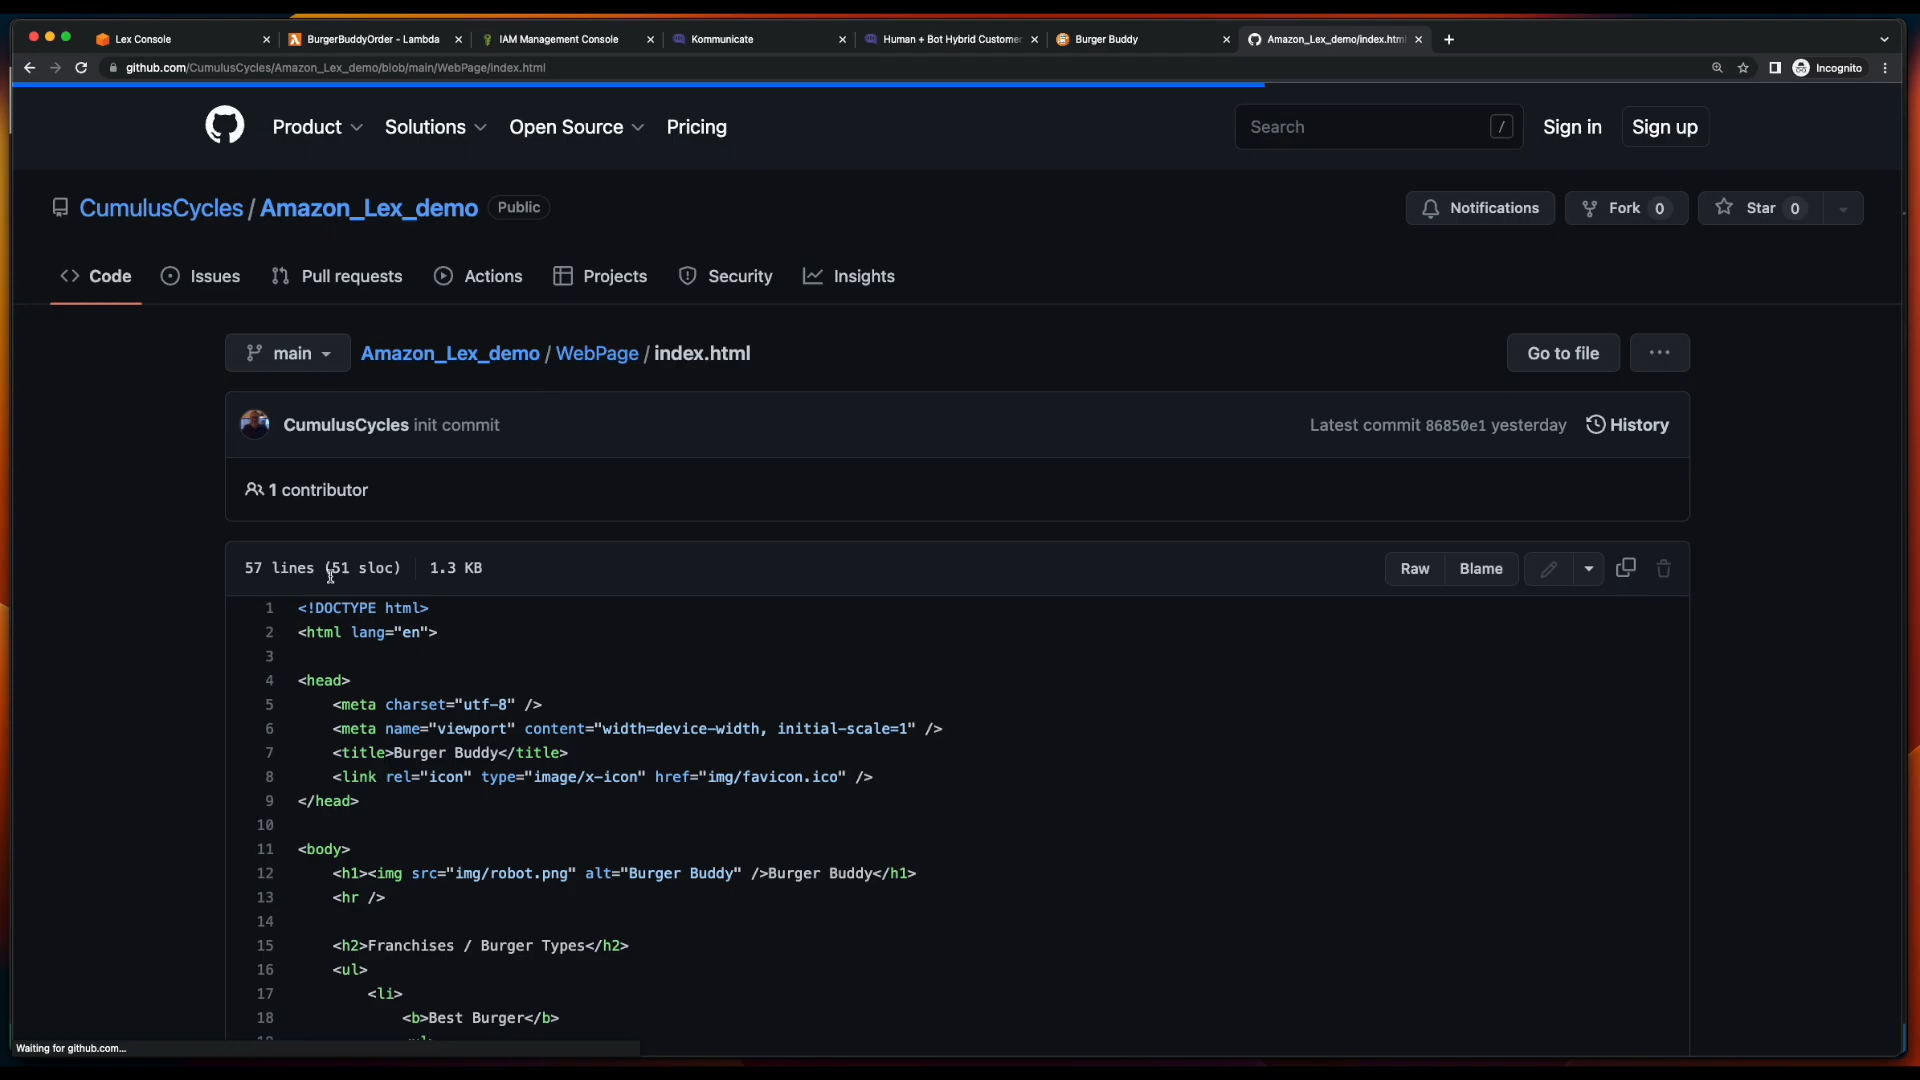 Lex Console
BurgerBuddyOrder - Lambda
IAM Management Console
Kommunicate
Human + Bot Hybrid Custome
Burger Buddy
Amazon_Lex_demo/index.htm
github.com/CumulusCycles/Amazon_Lex_demo/blob/main/WebPage/index.html
Incognito
Product Solutions Open Source Pricing
Search /
Sign in
Sign up
CumulusCycles / Amazon_Lex_demo Public
Notifications
Fork 0
Star 0
Code Issues Pull requests Actions Projects Security Insights
main
Amazon_Lex_demo / WebPage / index.html
Go to file
CumulusCycles init commit
Latest commit 86850e1 yesterday
History
1 contributor
57 lines (51 sloc) 1.3 KB
Raw Blame
1 <!DOCTYPE html>
2 <html lang="en">
3
4 <head>
5 <meta charset="utf-8" />
6 <meta name="viewport" content="width=device-width, initial-scale=1" />
7 <title>Burger Buddy</title>
8 <link rel="icon" type="image/x-icon" href="img/favicon.ico" />
9 </head>
10
11 <body>
12 <h1><img src="img/robot.png" alt="Burger Buddy" />Burger Buddy</h1>
13 <hr />
14
15 <h2>Franchises / Burger Types</h2>
16 <ul>
17 <li>
18 <b>Best Burger</b>
Waiting for github.com...